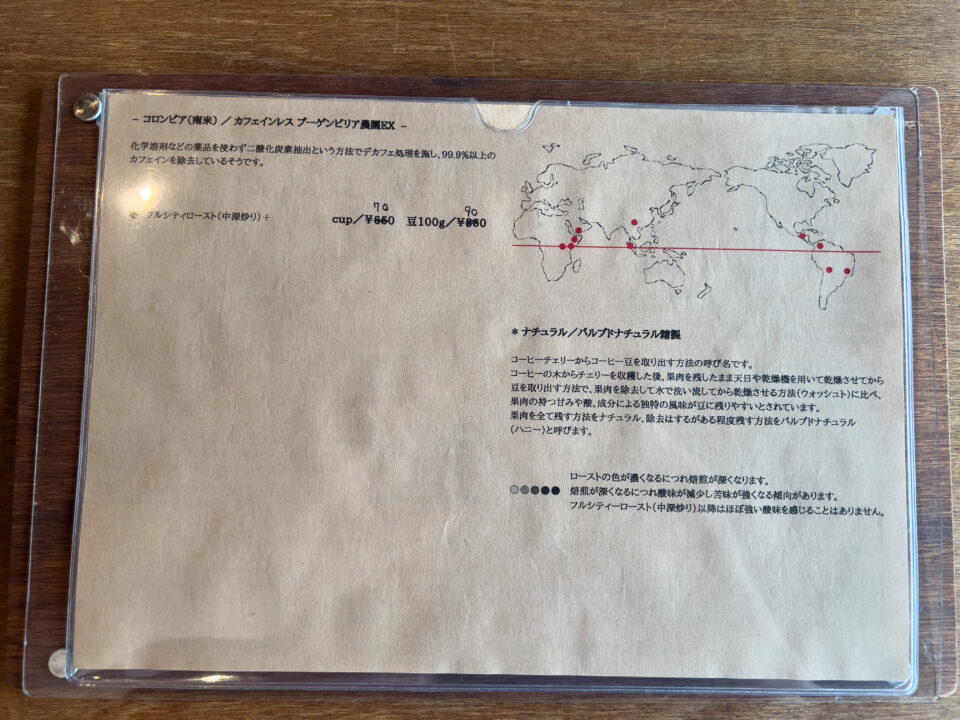 － コロンビア（南米） ／ カフェインレス ブーゲンビリア農園EX －
化学溶剤などの薬品を使わず二酸化炭素抽出という方法でデカフェ処理を施し、99.9%以上の
カフェインを除去しているそうです。
70 90
フルシティロースト（中深炒り）＋ cup／¥650 豆100g／¥850
＊ ナチュラル／パルプドナチュラル精製
コーヒーチェリーからコーヒー豆を取り出す方法の呼び名です。
コーヒーの木からチェリーを収穫した後、果肉を残したまま天日や乾燥機を用いて乾燥させてから
豆を取り出す方法で、果肉を除去して水で洗い流してから乾燥させる方法（ウォッシュト）に比べ、
果肉の持つ甘みや酸、成分による独特の風味が豆に残りやすいとされています。
果肉を全て残す方法をナチュラル、除去はするがある程度残す方法をパルプドナチュラル
（ハニー）と呼びます。
ローストの色が濃くなるにつれ焙煎が深くなります。
焙煎が深くなるにつれ酸味が減少し苦味が強くなる傾向があります。
フルシティーロースト（中深炒り）以降はほぼ強い酸味を感じることはありません。